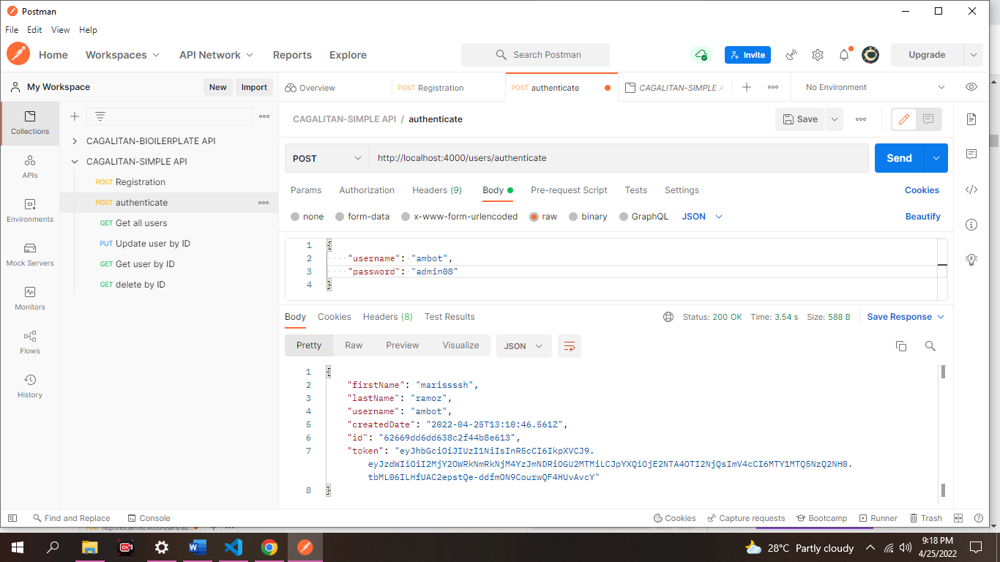 Postman
File Edit View Help
Home Workspaces API Network Reports Explore Search Postman Invite Upgrade
My Workspace New Import Overview POST Registration POST authenticate CAGALITAN-SIMPLE No Environment
Collections
APIs
Environments
Mock Servers
Monitors
Flows
History
CAGALITAN-BIOILERPLATE API
CAGALITAN-SIMPLE API
POST Registration
POST authenticate
GET Get all users
PUT Update user by ID
GET Get user by ID
GET delete by ID
CAGALITAN-SIMPLE API / authenticate Save
POST http://localhost:4000/users/authenticate Send
Params Authorization Headers (9) Body Pre-request Script Tests Settings Cookies
none form-data x-www-form-urlencoded raw binary GraphQL JSON Beautify
1 {
2 "username": "ambot",
3 "password": "admin08"
4 }
Body Cookies Headers (8) Test Results Status: 200 OK Time: 3.54 s Size: 588 B Save Response
Pretty Raw Preview Visualize JSON
1 {
2 "firstName": "marissssh",
3 "lastName": "ramoz",
4 "username": "ambot",
5 "createdDate": "2022-04-25T13:10:46.561Z",
6 "id": "62669dd6dd638c2f44b8e613",
7 "token": "eyJhbGciOiJIUzI1NiIsInR5cCI6IkpXVCJ9.
eyJzdWIiOiI2MjY2OWRkNmRkNjM4YzJmNDRiOGU2MTMiLCJpYXQiOjE2NTA4OTI2NjQsImV4cCI6MTY1MTQ5NzQ2NH0.
tbML06ILHfUAC2epstQe-ddfmON9CourwQF4HUvAvcY"
8 }
Find and Replace Console Cookies Capture requests Bootcamp Runner Trash
28°C Partly cloudy 9:18 PM
4/25/2022